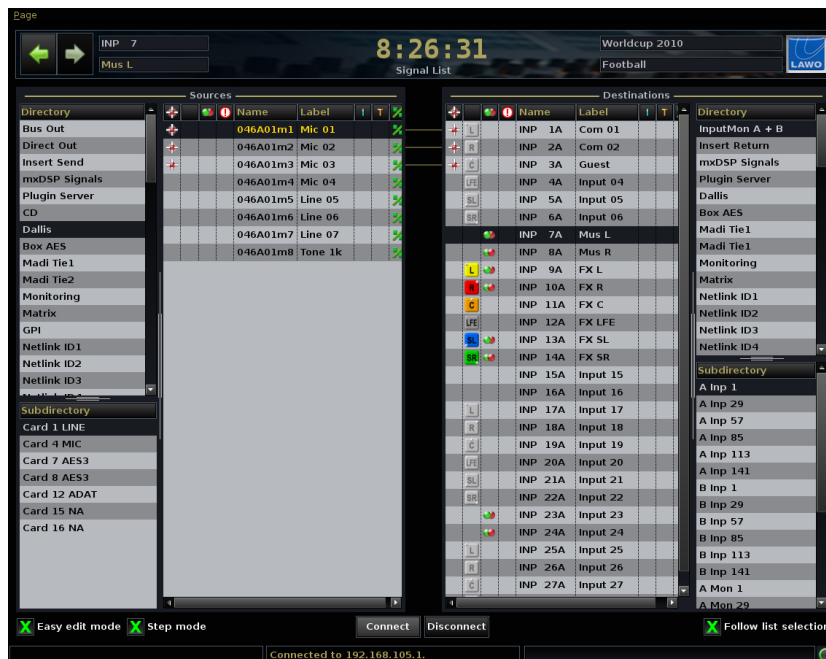 Page
INP 7
Mus L
8:26:31
Signal List
Worldcup 2010
Football
LAWO
Sources
Directory
Bus Out
Direct Out
Insert Send
mxDSP Signals
Plugin Server
CD
Dallis
Box AES
Madi Tie1
Madi Tie2
Monitoring
Matrix
GPI
Netlink ID1
Netlink ID2
Netlink ID3
Subdirectory
Card 1 LINE
Card 4 MIC
Card 7 AES3
Card 8 AES3
Card 12 ADAT
Card 15 NA
Card 16 NA
Name Label ! T
046A01m1 Mic 01
046A01m2 Mic 02
046A01m3 Mic 03
046A01m4 Mic 04
046A01m5 Line 05
046A01m6 Line 06
046A01m7 Line 07
046A01m8 Tone 1k
Destinations
Name Label ! T
L INP 1A Com 01
R INP 2A Com 02
C INP 3A Guest
LFE INP 4A Input 04
SL INP 5A Input 05
SR INP 6A Input 06
INP 7A Mus L
INP 8A Mus R
L INP 9A FX L
R INP 10A FX R
C INP 11A FX C
LFE INP 12A FX LFE
SL INP 13A FX SL
SR INP 14A FX SR
INP 15A Input 15
INP 16A Input 16
L INP 17A Input 17
R INP 18A Input 18
C INP 19A Input 19
LFE INP 20A Input 20
SL INP 21A Input 21
SR INP 22A Input 22
INP 23A Input 23
INP 24A Input 24
L INP 25A Input 25
R INP 26A Input 26
C INP 27A Input 27
Directory
InputMon A + B
Insert Return
mxDSP Signals
Plugin Server
Dallis
Box AES
Madi Tie1
Madi Tie1
Monitoring
Matrix
Netlink ID1
Netlink ID2
Netlink ID3
Netlink ID4
Subdirectory
A Inp 1
A Inp 29
A Inp 57
A Inp 85
A Inp 113
A Inp 141
B Inp 1
B Inp 29
B Inp 57
B Inp 85
B Inp 113
B Inp 141
A Mon 1
A Mon 29
X Easy edit mode X Step mode
Connect Disconnect
X Follow list selection
Connected to 192.168.105.1.